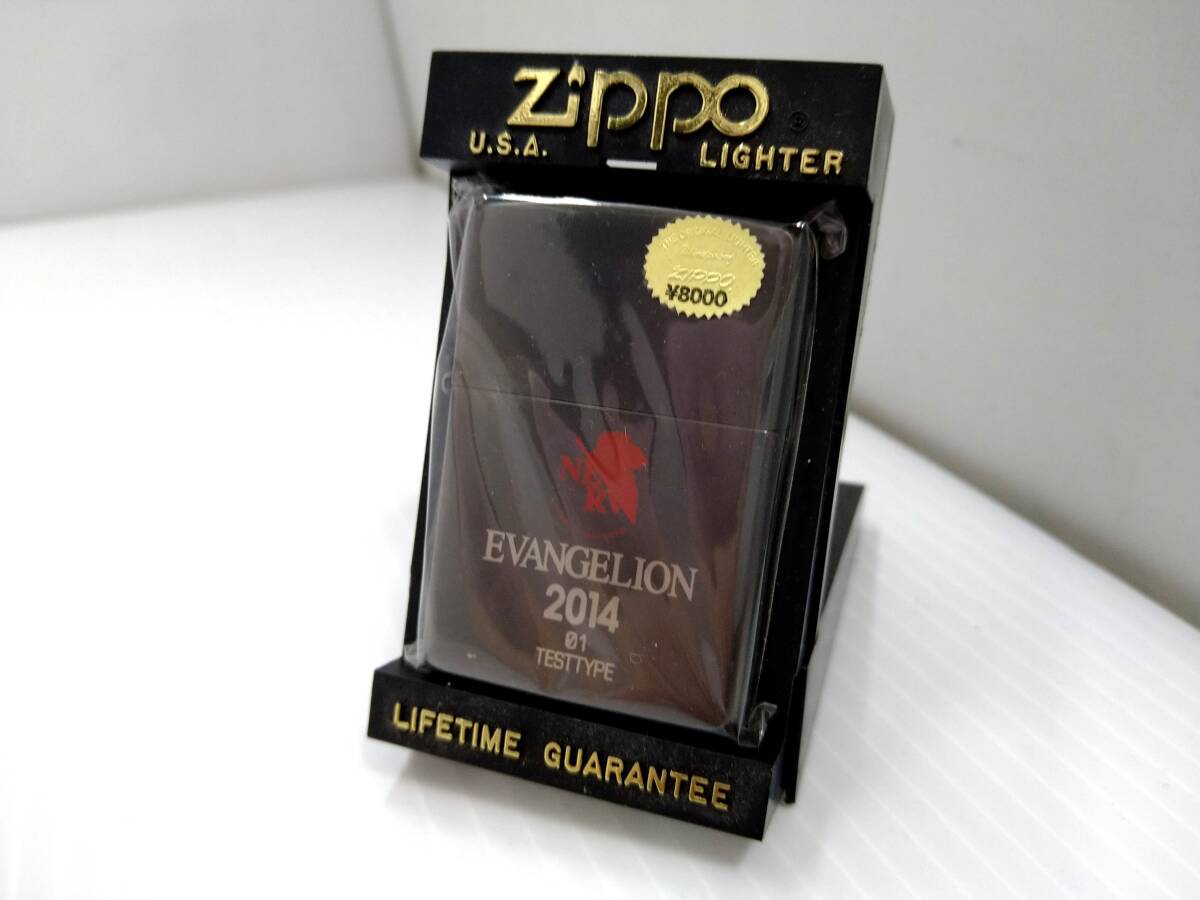 Zippo
U.S.A. LIGHTER
ZIPPO
¥8000
NERV
EVANGELION
2014
01
TESTTYPE
LIFETIME GUARANTEE